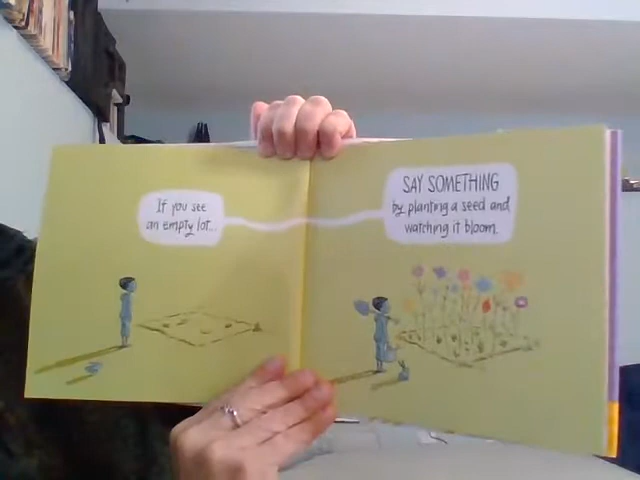 If you see
an empty lot...
SAY SOMETHING
by planting a seed and
watching it bloom.